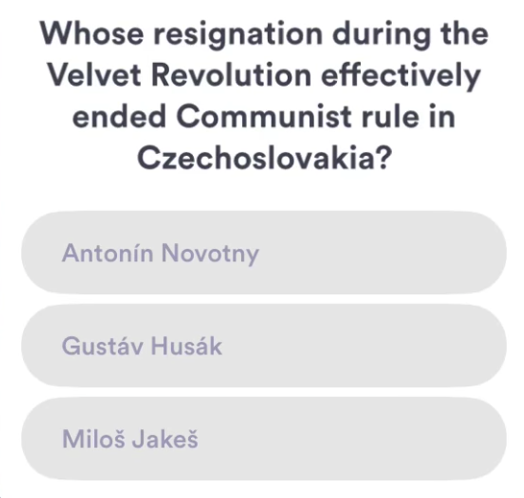 Whose resignation during the
Velvet Revolution effectively
ended Communist rule in
Czechoslovakia?
Antonín Novotny
Gustáv Husák
Miloš Jakeš